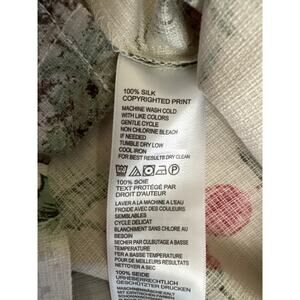 100% SILK
COPYRIGHTED PRINT
MACHINE WASH COLD
WITH LIKE COLORS
GENTLE CYCLE
NON CHLORINE BLEACH
IF NEEDED
TUMBLE DRY LOW
COOL IRON
FOR BEST RESULTS DRY CLEAN
100% SOIE
TEXT PROTÉGÉ PAR
DROIT D'AUTEUR
LAVER A LA MACHINE A L'EAU
FROIDE AVEC DES COULEURS
SEMBLABLES
CYCLE DELICAT
BLANCHIMENT SANS CHLORE AU
BESOIN
SECHER PAR CULBUTAGE A BASSE
TEMPERATURE
FER A BASSE TEMPERATURE POUR
DES MEILLEURS RESULTATS
NETTOYER A SEC
100% SEIDE
URHEBERRECHTLICH
GESCHÜTZTER DRUCKEN